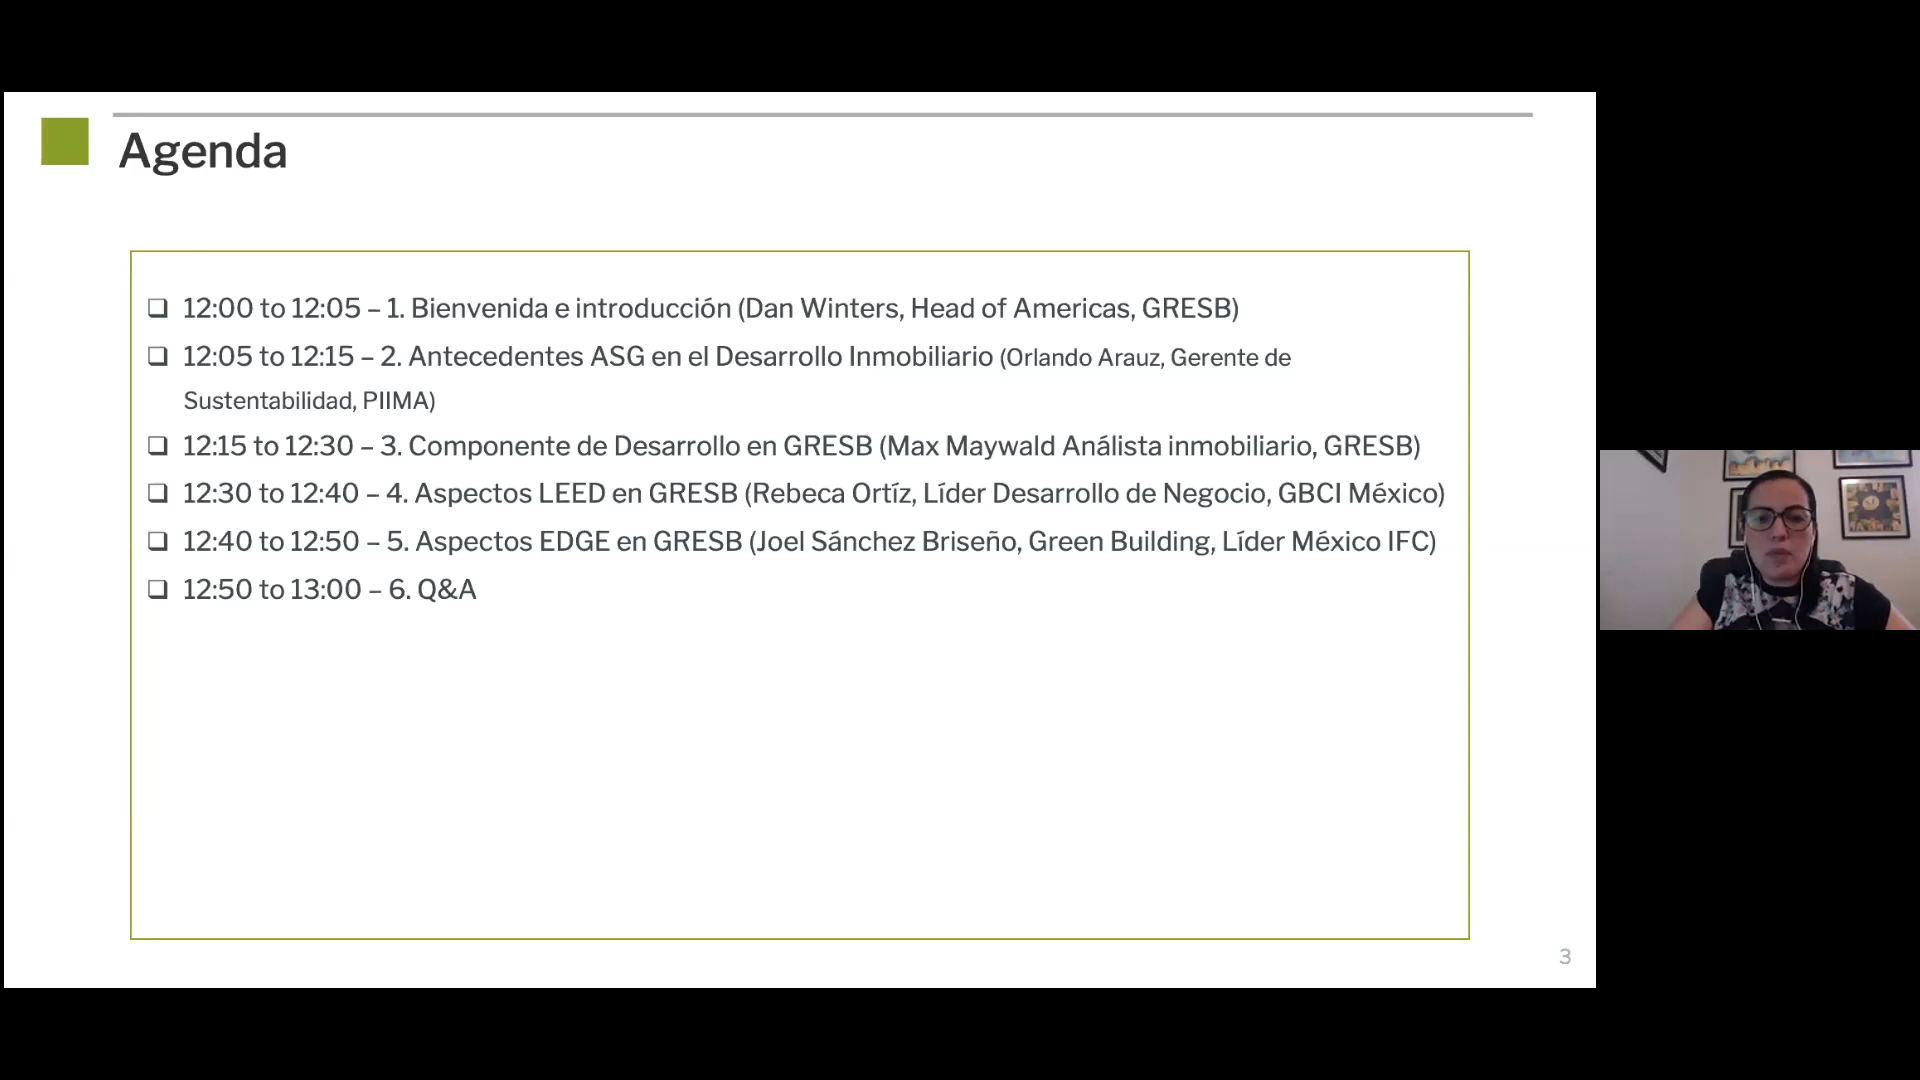 Agenda
12:00 to 12:05 – 1. Bienvenida e introducción (Dan Winters, Head of Americas, GRESB)
12:05 to 12:15 – 2. Antecedentes ASG en el Desarrollo Inmobiliario (Orlando Arauz, Gerente de
Sustentabilidad, PIIMA)
12:15 to 12:30 – 3. Componente de Desarrollo en GRESB (Max Maywald Análista inmobiliario, GRESB)
12:30 to 12:40 – 4. Aspectos LEED en GRESB (Rebeca Ortíz, Líder Desarrollo de Negocio, GBCI México)
12:40 to 12:50 – 5. Aspectos EDGE en GRESB (Joel Sánchez Briseño, Green Building, Líder México IFC)
12:50 to 13:00 – 6. Q&A
3